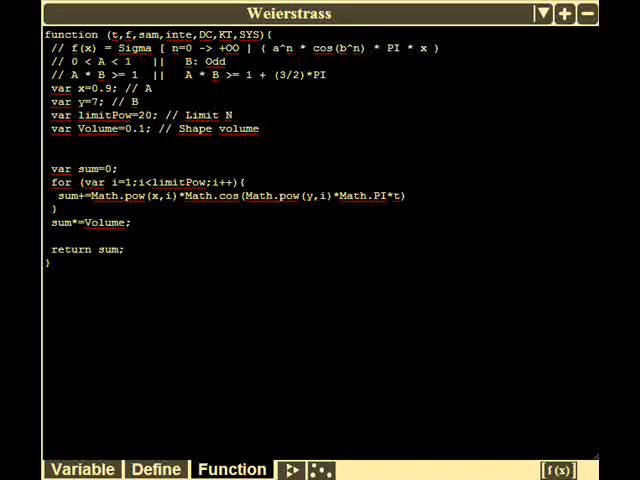 Weierstrass
function (t,f,sam,inte,DC,KT,SYS){
// f(x) = Sigma [ n=0 -> +OO ] ( a^n * cos(b^n) * PI * x )
// 0 < A < 1   ||   B: Odd
// A * B >= 1  ||   A * B >= 1 + (3/2)*PI
var x=0.9; // A
var y=7; // B
var limitPow=20; // Limit N
var Volume=0.1; // Shape volume
var sum=0;
for (var i=1;i<limitPow;i++){
sum+=Math.pow(x,i)*Math.cos(Math.pow(y,i)*Math.PI*t)
}
sum*=Volume;
return sum;
}
Variable Define Function [f(x)]